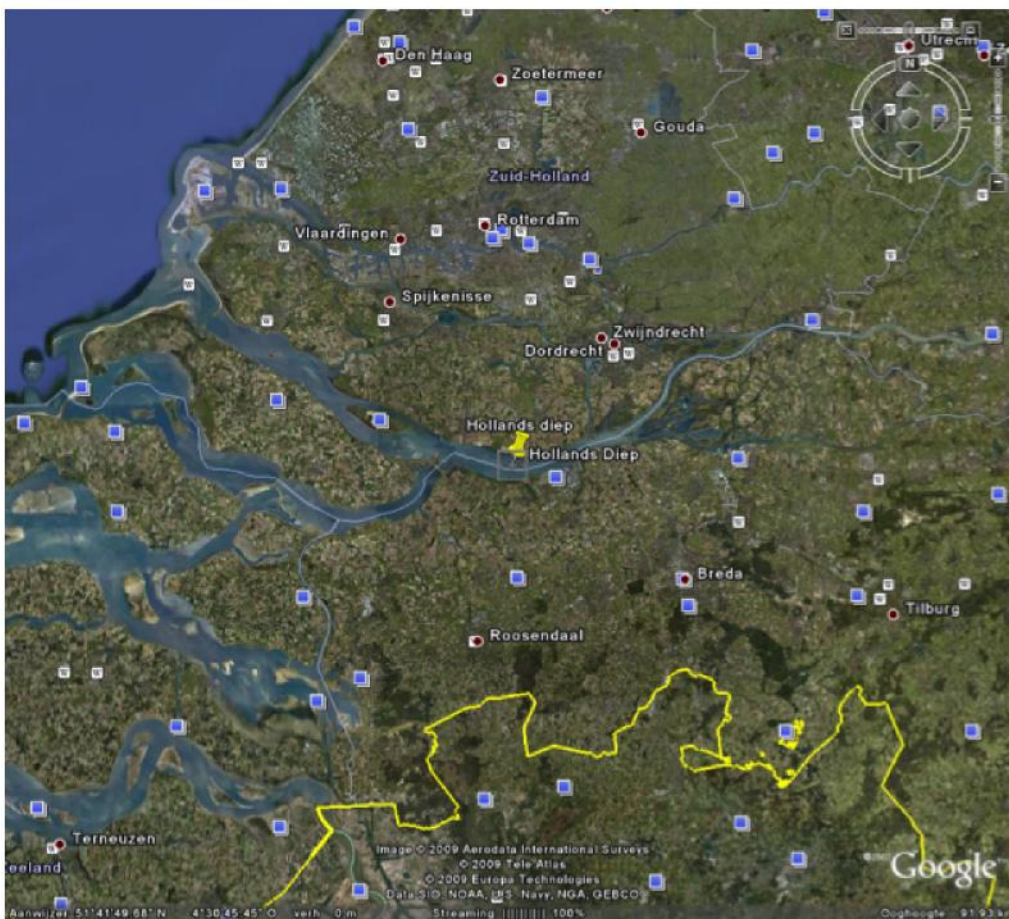 Den Haag
Utrecht
N
Zoetermeer
Gouda
Zuid-Holland
Rotterdam
Vlaardingen
Spijkenisse
Zwijndrecht
Dordrecht
Hollands diep
Hollands Diep
Breda
Tilburg
Roosendaal
Terneuzen
Zeeland
Image © 2009 Aerodata International Surveys
© 2009 Tele Atlas
© 2009 Europa Technologies
Data SIO, NOAA, U.S. Navy, NGA, GEBCO
Google
Aanwijzer 51°41'49.68" N 4°30'45.45" O verh. 0 m Streaming 100% Ooghoogte 91.93 km